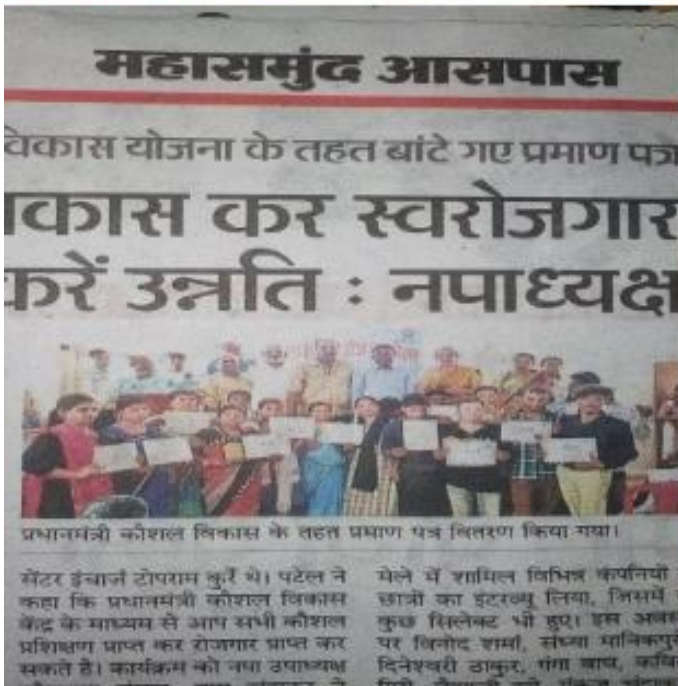 महासमुंद आसपास
विकास योजना के तहत बांटे गए प्रमाण पत्र
कास कर स्वरोजगार
करें उन्नति : नपाध्यक्ष
प्रधानमंत्री कौशल विकास के तहत प्रमाण पत्र वितरण किया गया।
सेंटर इंचार्ज टोपराम कुर्रे थे। पटेल ने
कहा कि प्रधानमंत्री कौशल विकास
केंद्र के माध्यम से आप सभी कौशल
प्रशिक्षण प्राप्त कर रोजगार प्राप्त कर
सकते है। कार्यक्रम को नपा उपाध्यक्ष
मेले में शामिल विभिन्न कंपनियों
छात्रों का इंटरव्यू लिया, जिसमें
कुछ सिलेक्ट भी हुए। इस
पर विनोद शर्मा, संध्या
दिनेश्वरी ठाकुर, गंगा बाघ,